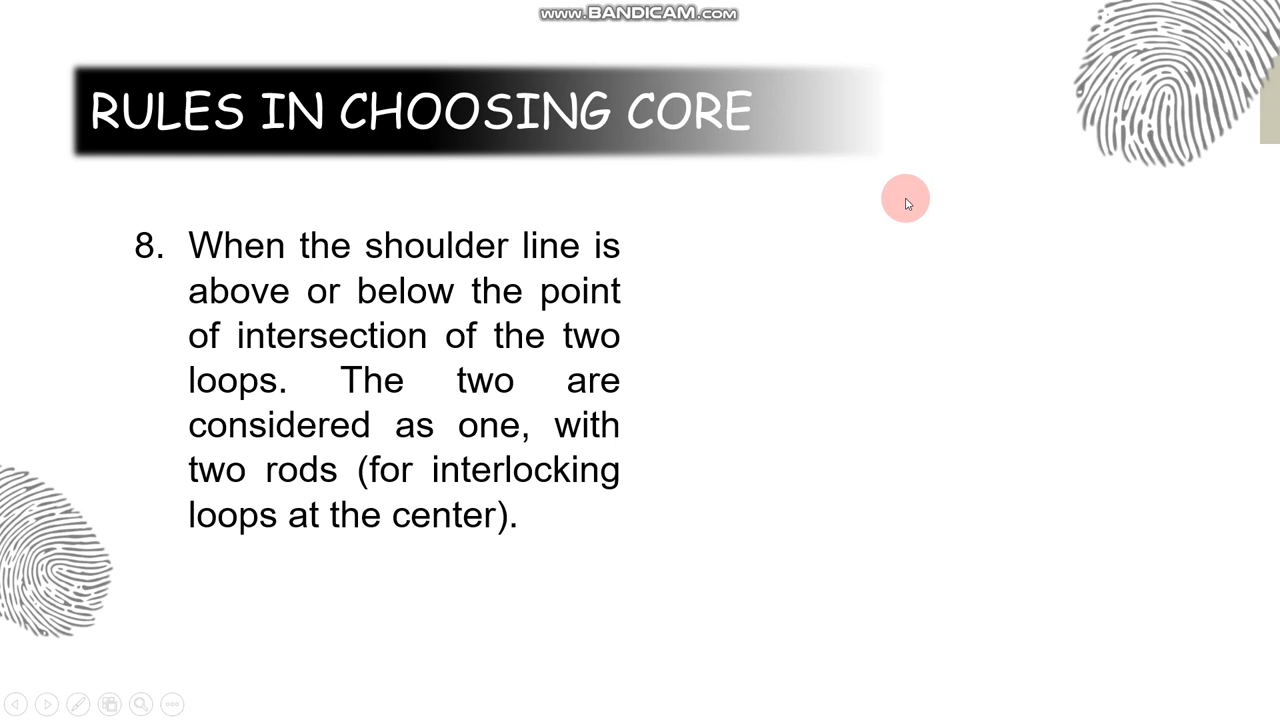 www.BANDICAM.com
RULES IN CHOOSING CORE
8. When the shoulder line is
above or below the point
of intersection of the two
loops. The two are
considered as one, with
two rods (for interlocking
loops at the center).